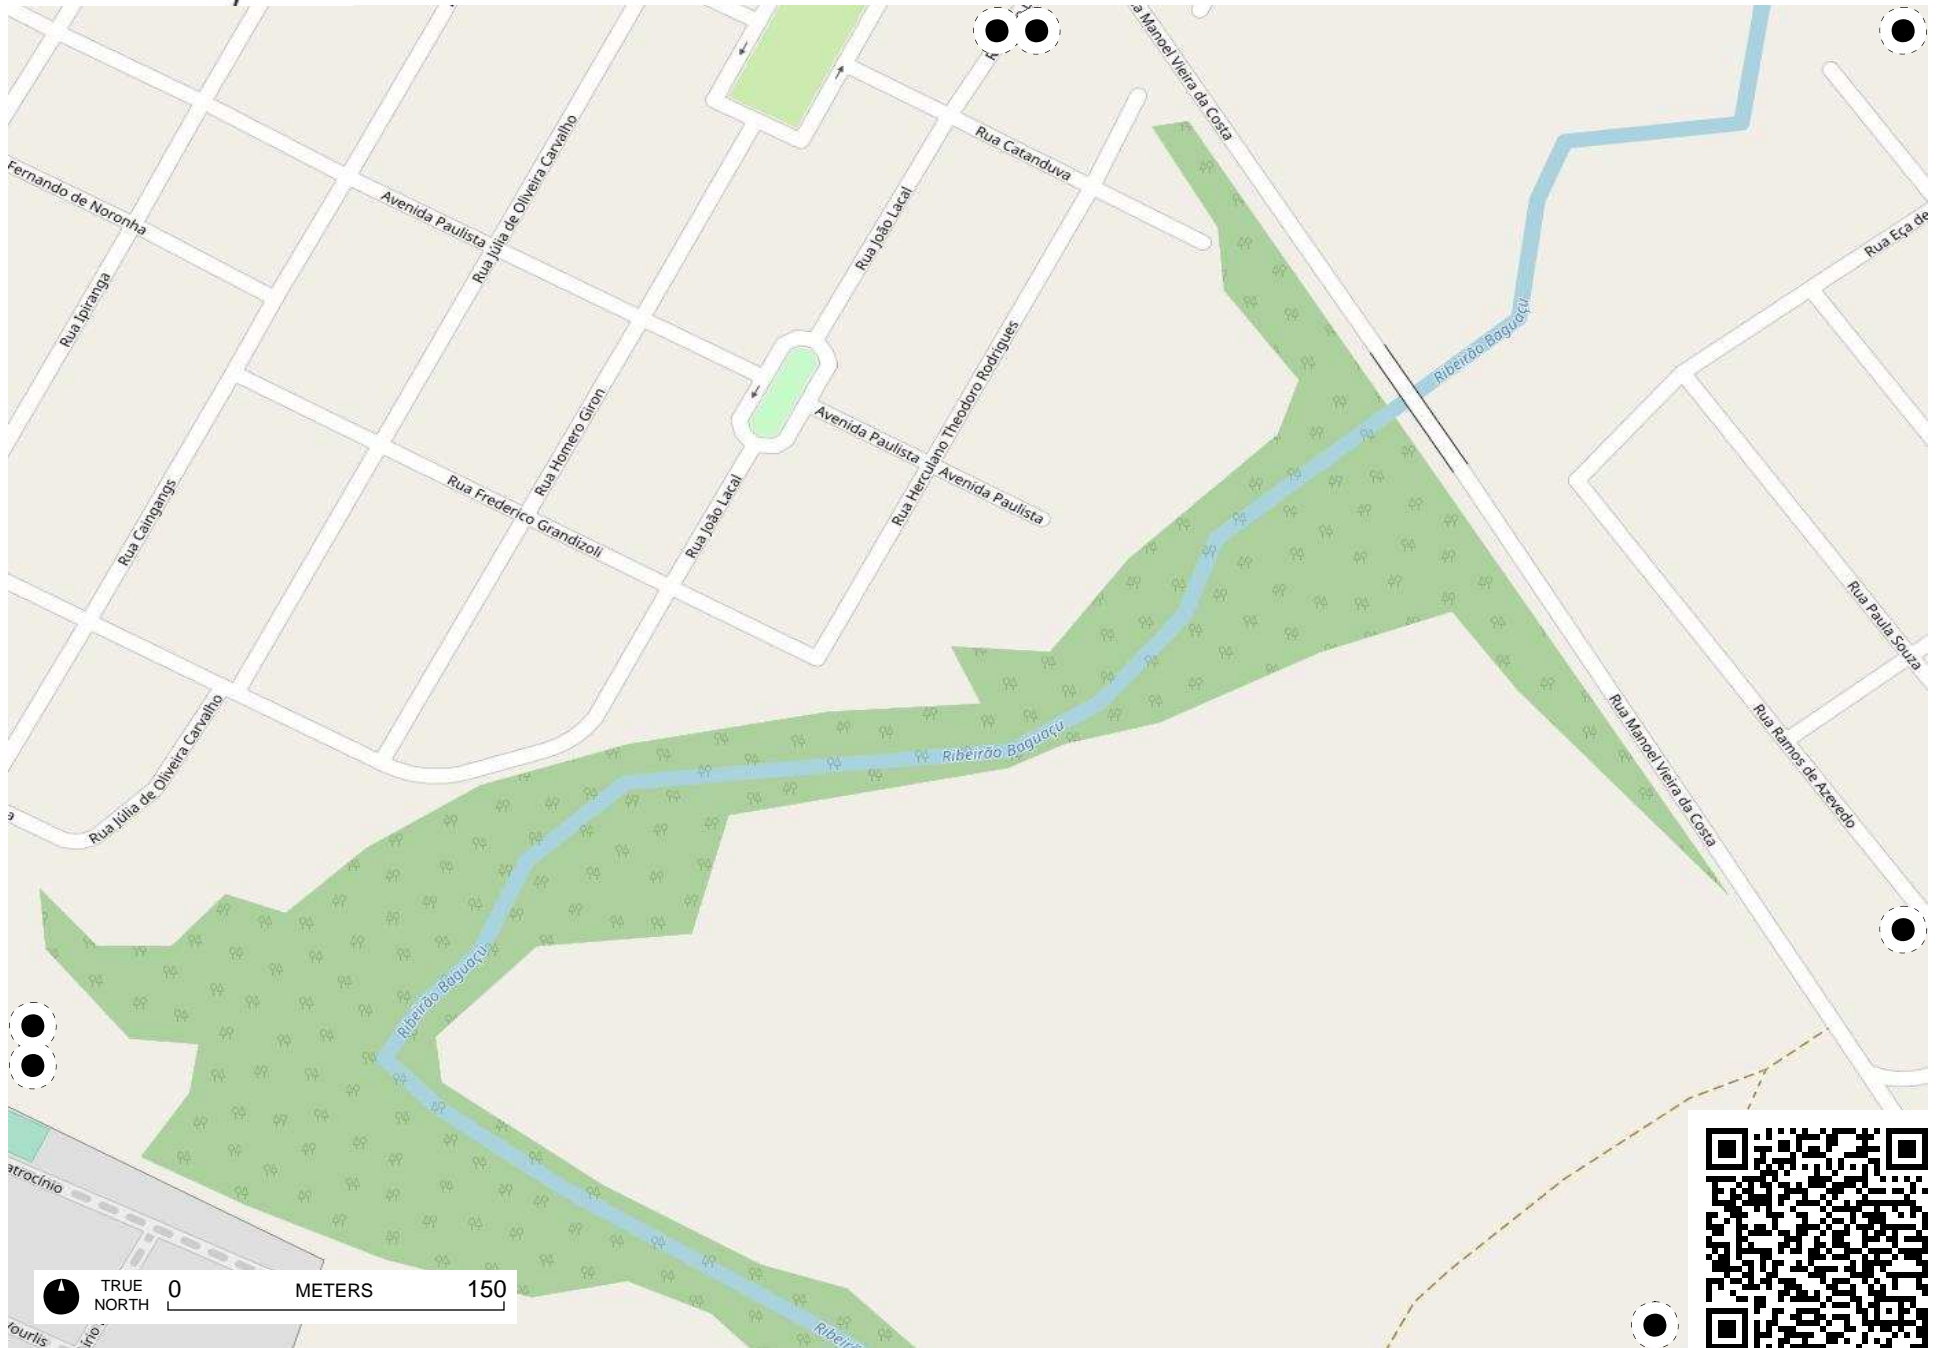 Rua Manoel Vieira da Costa
Rua Catanduva
Rua Júlia de Oliveira Carvalho
Fernando de Noronha
Avenida Paulista
Rua João Lacal
Rua Eça de
Rua Ipiranga
Ribeirão Baguaçu
Rua Herculano Theodoro Rodrigues
Rua Homero Giron
Avenida Paulista
Avenida Paulista
Rua Caingangs
Rua Frederico Grandizoli
Rua João Lacal
Rua Paula Souza
Rua Júlia de Oliveira Carvalho
Ribeirão Baguaçu
Rua Manoel Vieira da Costa
Rua Ramos de Azevedo
Ribeirão Baguaçu
atrocínio
TRUE NORTH
0 METERS 150
Yourlis
Ribeir